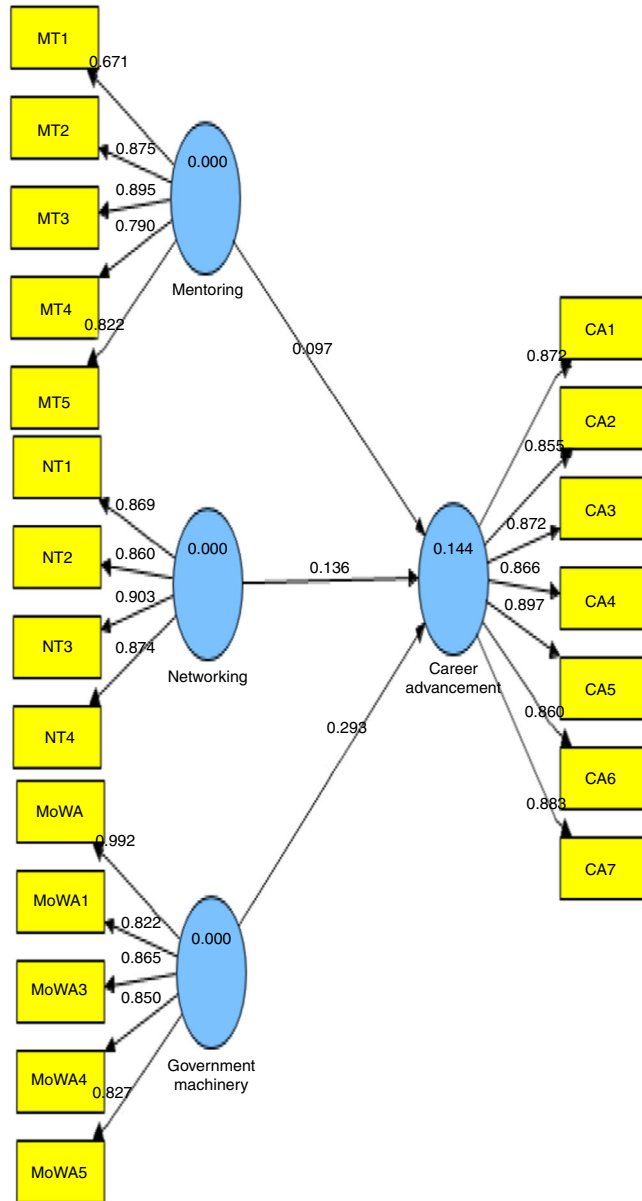 MT1
0.671
MT2
0.875
0.895
MT3
0.790
MT4
0.822
MT5
0.000
Mentoring
0.097
NT1
0.869
NT2
0.860
0.903
NT3
0.874
NT4
0.000
Networking
0.136
MoWA
0.992
MoWA1
0.822
0.865
MoWA3
0.850
MoWA4
0.827
MoWA5
0.000
Government
machinery
0.293
0.144
Career
advancement
CA1
0.872
CA2
0.855
CA3
0.872
0.866
CA4
0.897
CA5
0.860
CA6
0.883
CA7